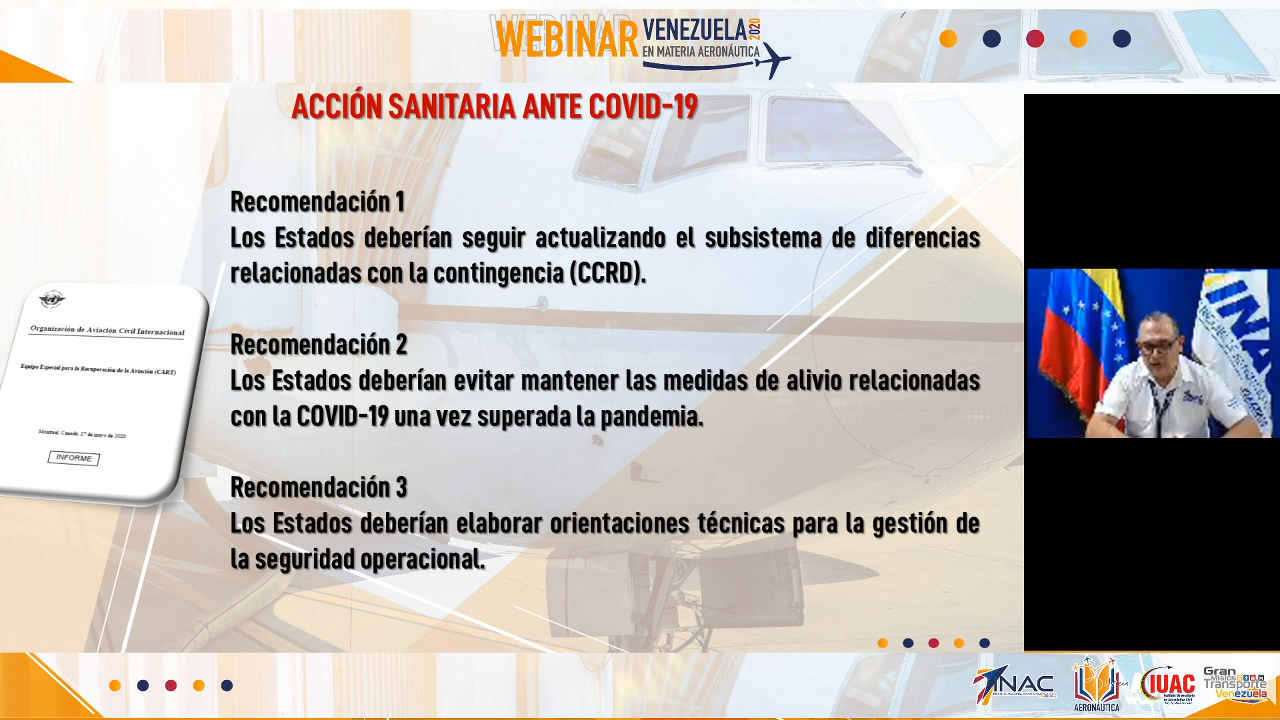 WEBINAR
VENEZUELA 2020
EN MATERIA AERONÁUTICA
ACCIÓN SANITARIA ANTE COVID-19
Recomendación 1
Los Estados deberían seguir actualizando el subsistema de diferencias
relacionadas con la contingencia (CCRD).
Recomendación 2
Los Estados deberían evitar mantener las medidas de alivio relacionadas
con la COVID-19 una vez superada la pandemia.
Recomendación 3
Los Estados deberían elaborar orientaciones técnicas para la gestión de
la seguridad operacional.
Organización de Aviación Civil Internacional
Equipo Especial para la Recuperación de la Aviación (CART)
Montreal, Canadá, 27 de mayo de 2020
INFORME
INAC
AERONÁUTICA
IUAC
Gran
Misión
Transporte
Venezuela